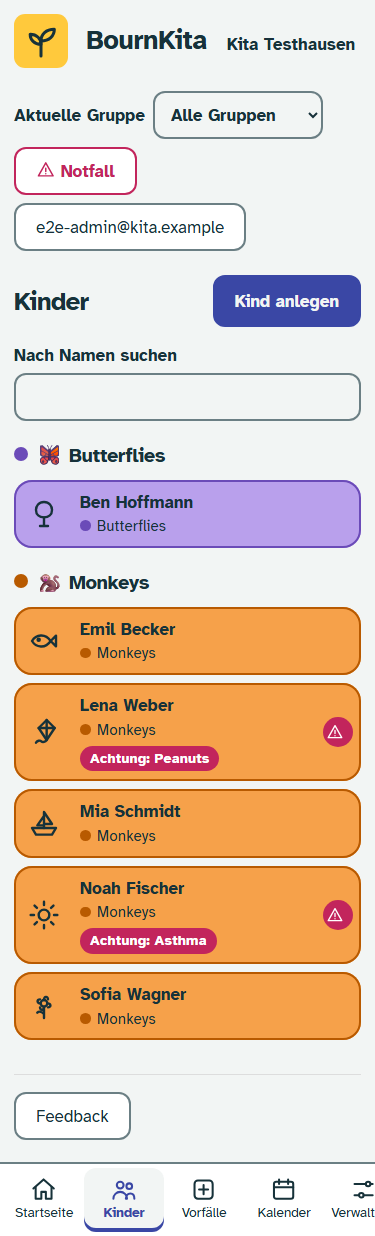 BournKita
Kita Testhausen
Aktuelle Gruppe
Alle Gruppen
Notfall
e2e-admin@kita.example
Kinder
Kind anlegen
Nach Namen suchen
Butterflies
Ben Hoffmann
Butterflies
Monkeys
Emil Becker
Monkeys
Lena Weber
Monkeys
Achtung: Peanuts
Mia Schmidt
Monkeys
Noah Fischer
Monkeys
Achtung: Asthma
Sofia Wagner
Monkeys
Feedback
Startseite
Kinder
Vorfälle
Kalender
Verwalt